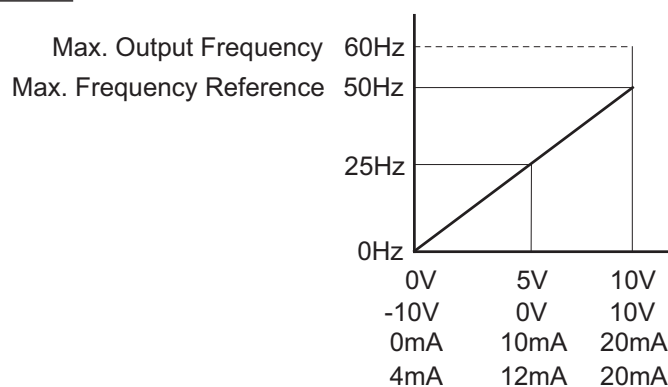 Max. Output Frequency 60Hz
Max. Frequency Reference 50Hz
25Hz
0Hz
0V 5V 10V
-10V 0V 10V
0mA 10mA 20mA
4mA 12mA 20mA